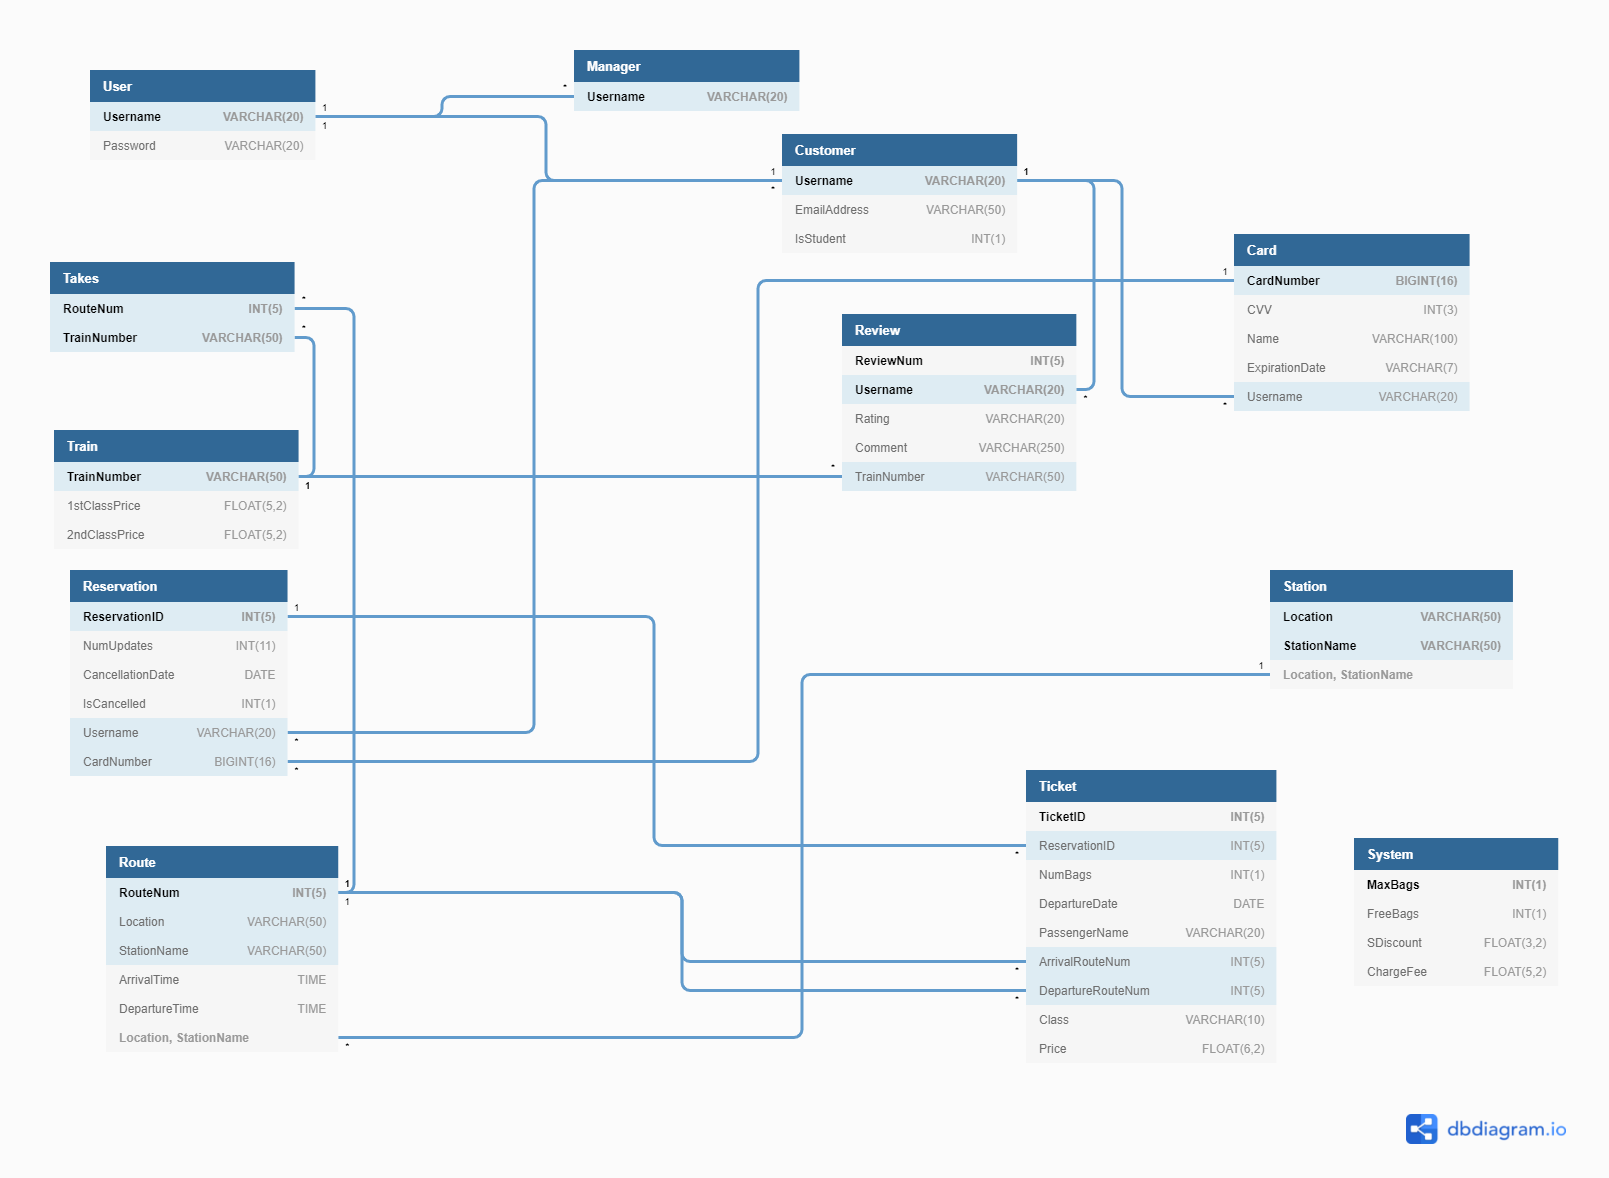 User
Username VARCHAR(20)
Password VARCHAR(20)
1
1
Manager
Username VARCHAR(20)
*
Customer
Username VARCHAR(20)
EmailAddress VARCHAR(50)
IsStudent INT(1)
1
*
1
Card
CardNumber BIGINT(16)
CVV INT(3)
Name VARCHAR(100)
ExpirationDate VARCHAR(7)
Username VARCHAR(20)
1
*
Takes
RouteNum INT(5)
TrainNumber VARCHAR(50)
*
*
Review
ReviewNum INT(5)
Username VARCHAR(20)
Rating VARCHAR(20)
Comment VARCHAR(250)
TrainNumber VARCHAR(50)
*
*
Train
TrainNumber VARCHAR(50)
1stClassPrice FLOAT(5,2)
2ndClassPrice FLOAT(5,2)
1
Reservation
ReservationID INT(5)
NumUpdates INT(11)
CancellationDate DATE
IsCancelled INT(1)
Username VARCHAR(20)
CardNumber BIGINT(16)
1
*
*
Station
Location VARCHAR(50)
StationName VARCHAR(50)
Location, StationName
1
Ticket
TicketID INT(5)
ReservationID INT(5)
NumBags INT(1)
DepartureDate DATE
PassengerName VARCHAR(20)
ArrivalRouteNum INT(5)
DepartureRouteNum INT(5)
Class VARCHAR(10)
Price FLOAT(6,2)
*
*
*
System
MaxBags INT(1)
FreeBags INT(1)
SDiscount FLOAT(3,2)
ChargeFee FLOAT(5,2)
Route
RouteNum INT(5)
Location VARCHAR(50)
StationName VARCHAR(50)
ArrivalTime TIME
DepartureTime TIME
Location, StationName
1
1
*
dbdiagram.io